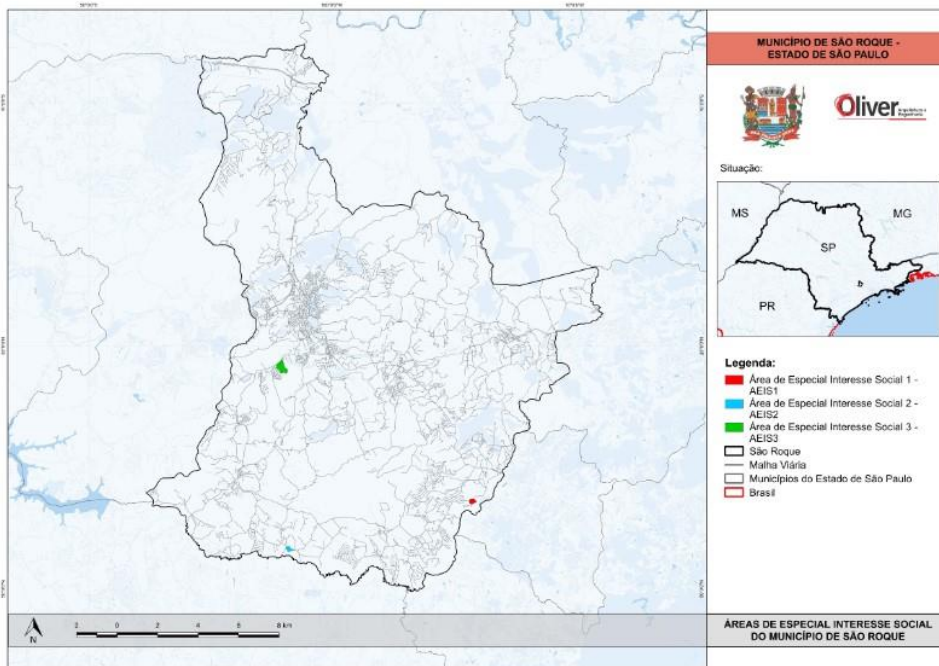 MUNICÍPIO DE SÃO ROQUE -
ESTADO DE SÃO PAULO
Oliver
Arquitetura e
Engenharia
Situação:
MS
MG
SP
PR
Legenda:
Área de Especial Interesse Social 1 -
AEIS1
Área de Especial Interesse Social 2 -
AEIS2
Área de Especial Interesse Social 3 -
AEIS3
São Roque
Malha Viária
Municípios do Estado de São Paulo
Brasil
N
2 0 2 4 6 8 km
ÁREAS DE ESPECIAL INTERESSE SOCIAL
DO MUNICÍPIO DE SÃO ROQUE